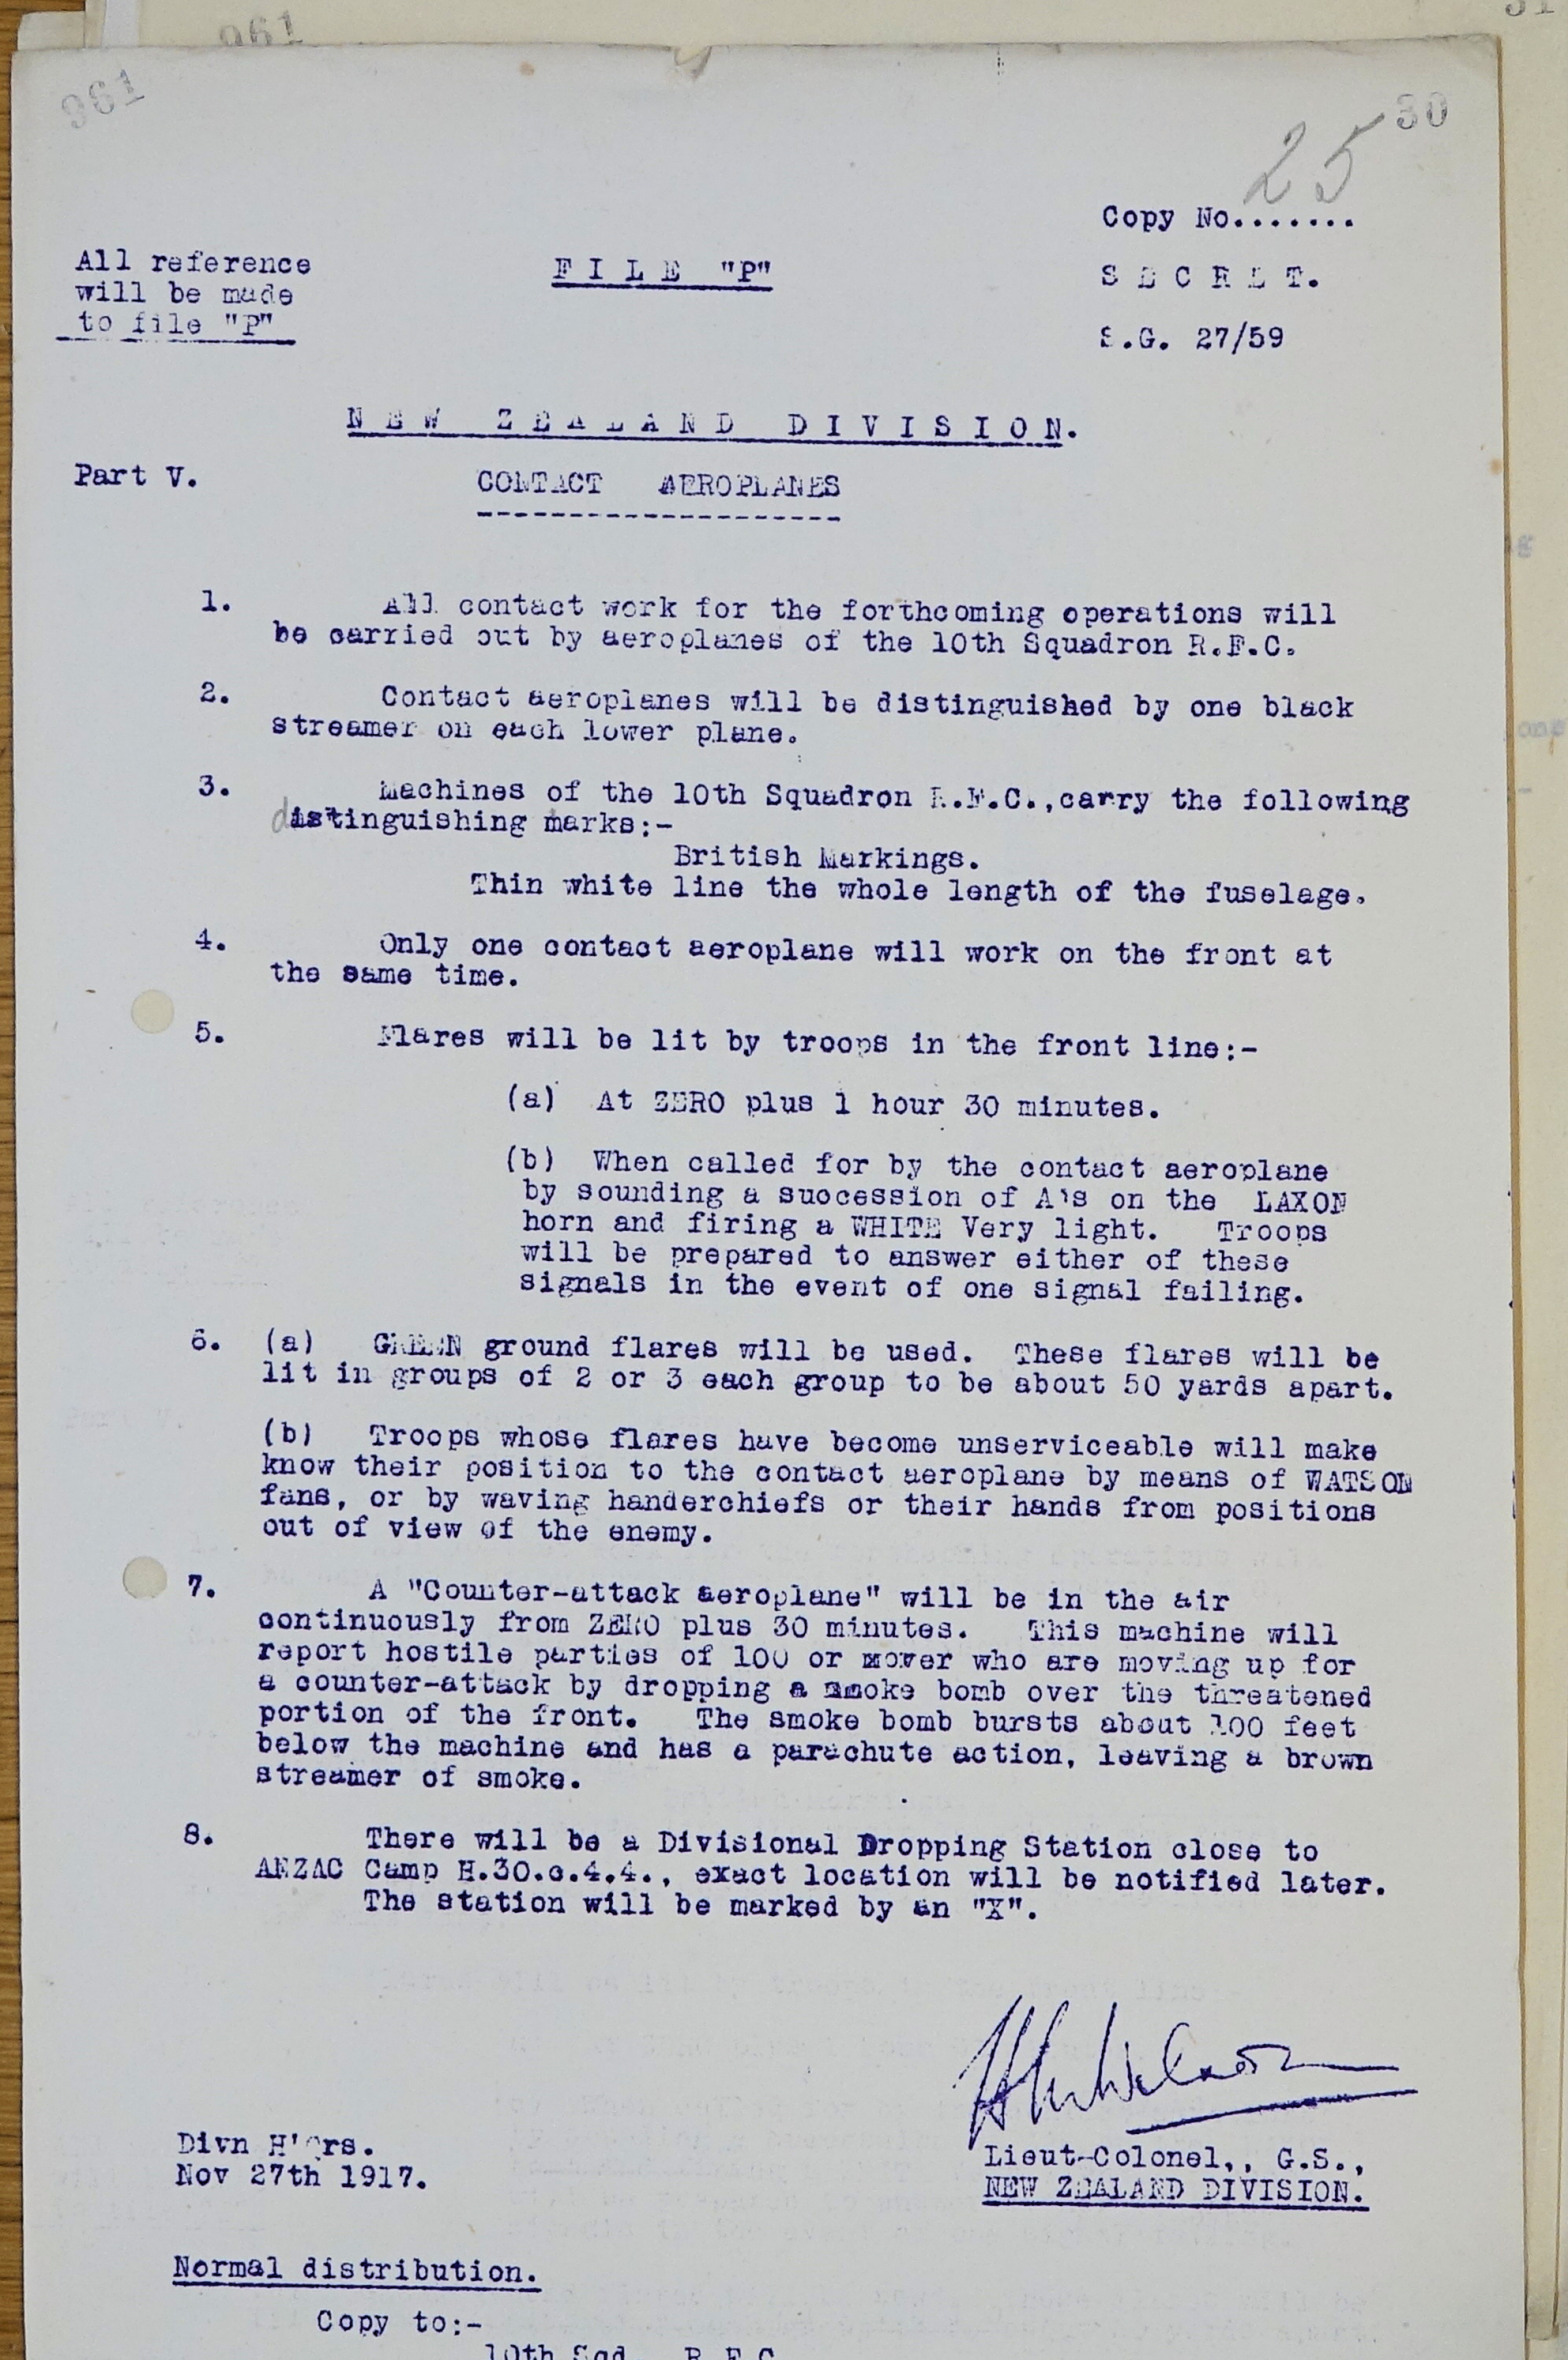 961
31
961
30
25
Copy No.......
All reference
will be made
to file "P"
FILE "P"
SECRET.
S.G. 27/59
NEW ZEALAND DIVISION.
Part V.
CONTACT AEROPLANES
1. All contact work for the forthcoming operations will
be carried out by aeroplanes of the 10th Squadron R.F.C.
2. Contact aeroplanes will be distinguished by one black
streamer on each lower plane.
3. Machines of the 10th Squadron R.F.C.,carry the following
distinguishing marks:-
British Markings.
Thin white line the whole length of the fuselage.
4. Only one contact aeroplane will work on the front at
the same time.
5. Flares will be lit by troops in the front line:-
(a) At ZERO plus 1 hour 30 minutes.
(b) When called for by the contact aeroplane
by sounding a succession of A's on the LAXON
horn and firing a WHITE Very light. Troops
will be prepared to answer either of these
signals in the event of one signal failing.
6. (a) GREEN ground flares will be used. These flares will be
lit in groups of 2 or 3 each group to be about 50 yards apart.
(b) Troops whose flares have become unserviceable will make
know their position to the contact aeroplane by means of WATSON
fans, or by waving handerchiefs or their hands from positions
out of view of the enemy.
7. A "Counter-attack aeroplane" will be in the air
continuously from ZERO plus 30 minutes. This machine will
report hostile parties of 100 or mover who are moving up for
a counter-attack by dropping a smoke bomb over the threatened
portion of the front. The smoke bomb bursts about 100 feet
below the machine and has a parachute action, leaving a brown
streamer of smoke.
8. There will be a Divisional Dropping Station close to
ANZAC Camp H.30.c.4.4., exact location will be notified later.
The station will be marked by an "X".
Divn H'Qrs.
Nov 27th 1917.
Lieut-Colonel,, G.S.,
NEW ZEALAND DIVISION.
Normal distribution.
Copy to:-
10th Sqd. R.F.C.